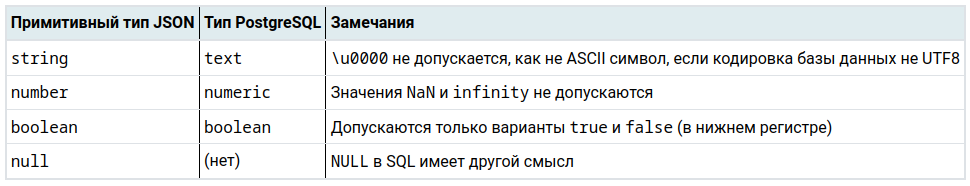 Примитивный тип JSON Тип PostgreSQL Замечания
string text \u0000 не допускается, как не ASCII символ, если кодировка базы данных не UTF8
number numeric Значения NaN и infinity не допускаются
boolean boolean Допускаются только варианты true и false (в нижнем регистре)
null (нет) NULL в SQL имеет другой смысл